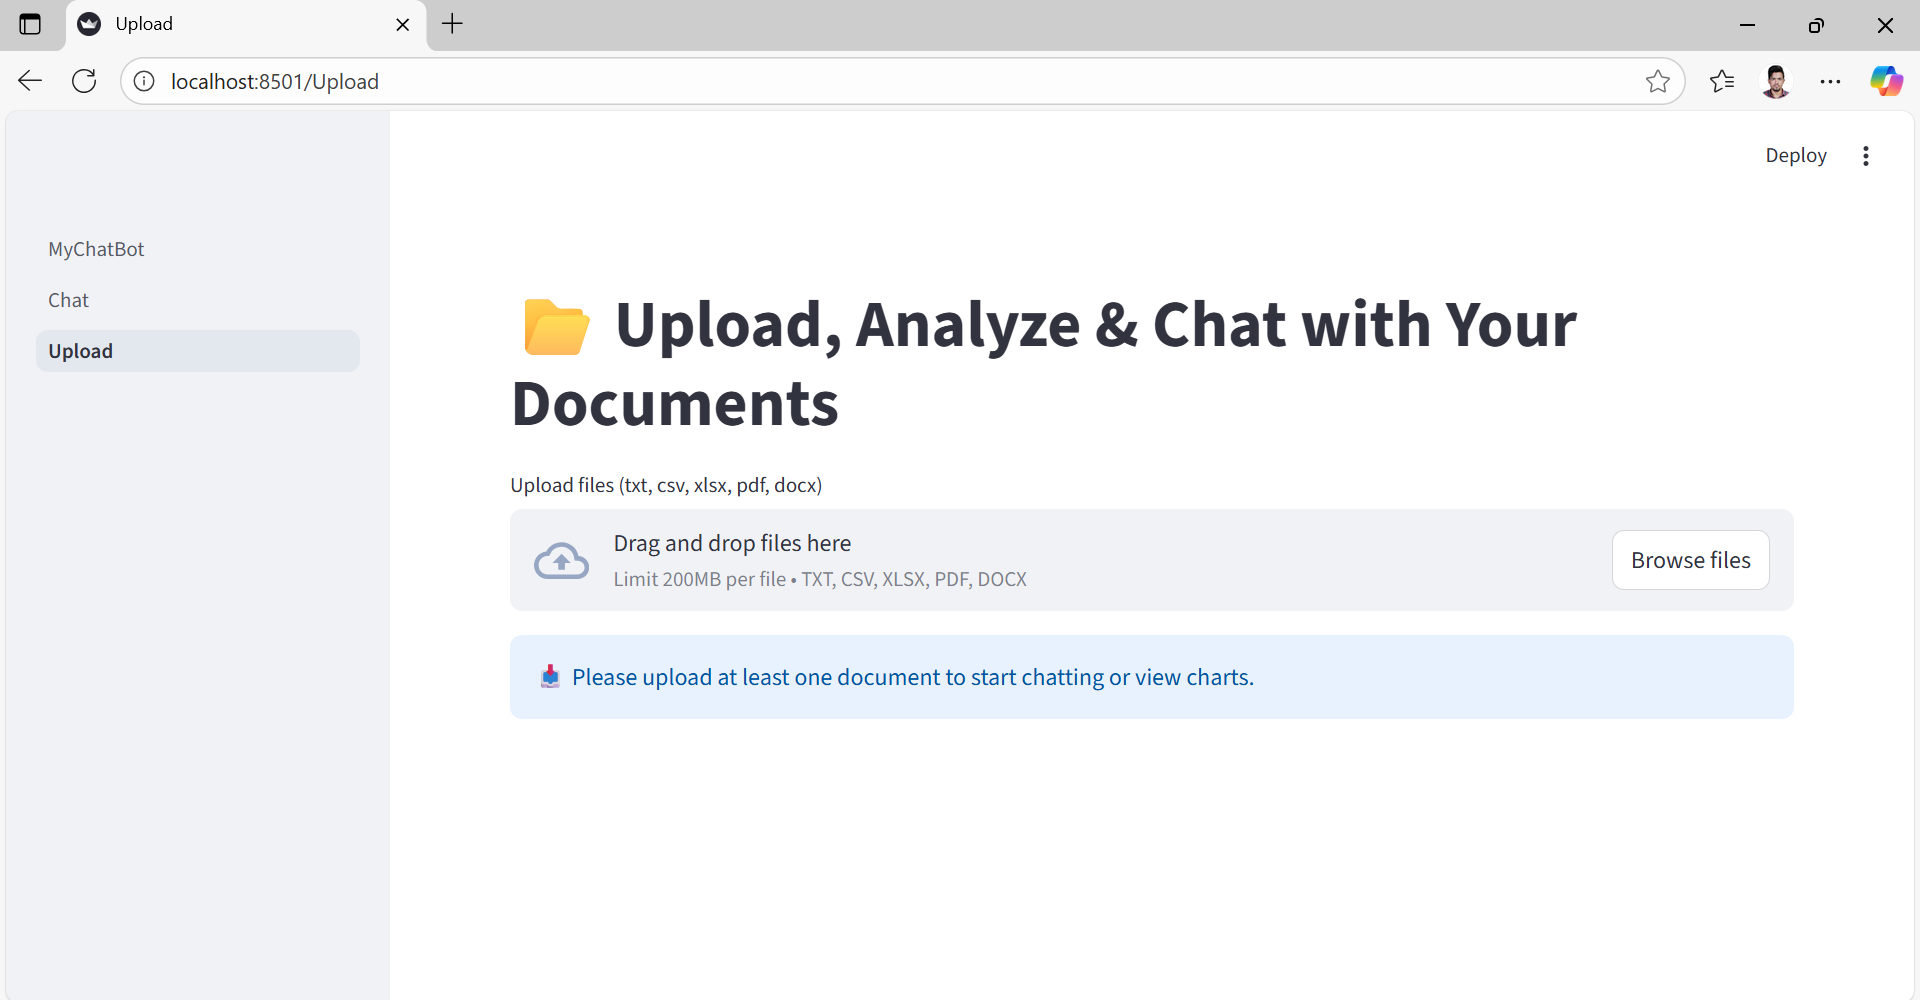 Upload
localhost:8501/Upload
Deploy
MyChatBot
Chat
Upload
📂 Upload, Analyze & Chat with Your
Documents
Upload files (txt, csv, xlsx, pdf, docx)
Drag and drop files here
Limit 200MB per file • TXT, CSV, XLSX, PDF, DOCX
Browse files
📥 Please upload at least one document to start chatting or view charts.